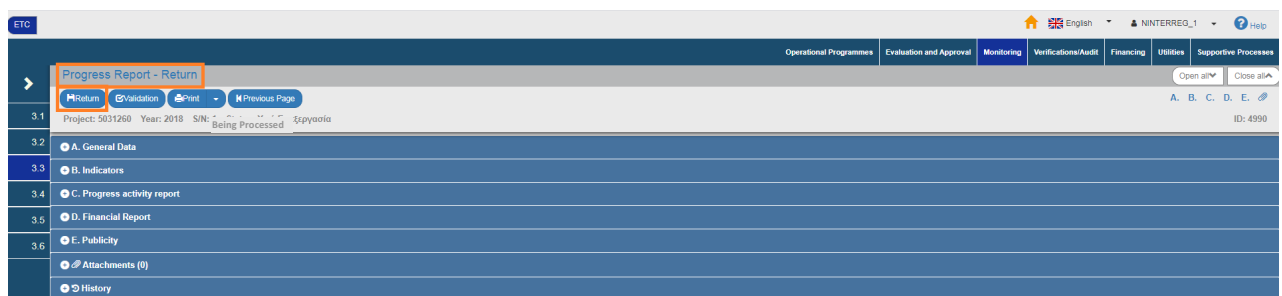 ETC English NINTERREG_1 Help
Operational Programmes Evaluation and Approval Monitoring Verifications/Audit Financing Utilities Supportive Processes
Progress Report - Return Open all Close all
Return Validation Print Previous Page A. B. C. D. E.
3.1 Project: 5031260 Year: 2018 S/N: Being Processed ξεργασία ID: 4990
3.2 A. General Data
3.3 B. Indicators
3.4 C. Progress activity report
3.5 D. Financial Report
3.6 E. Publicity
Attachments (0)
History